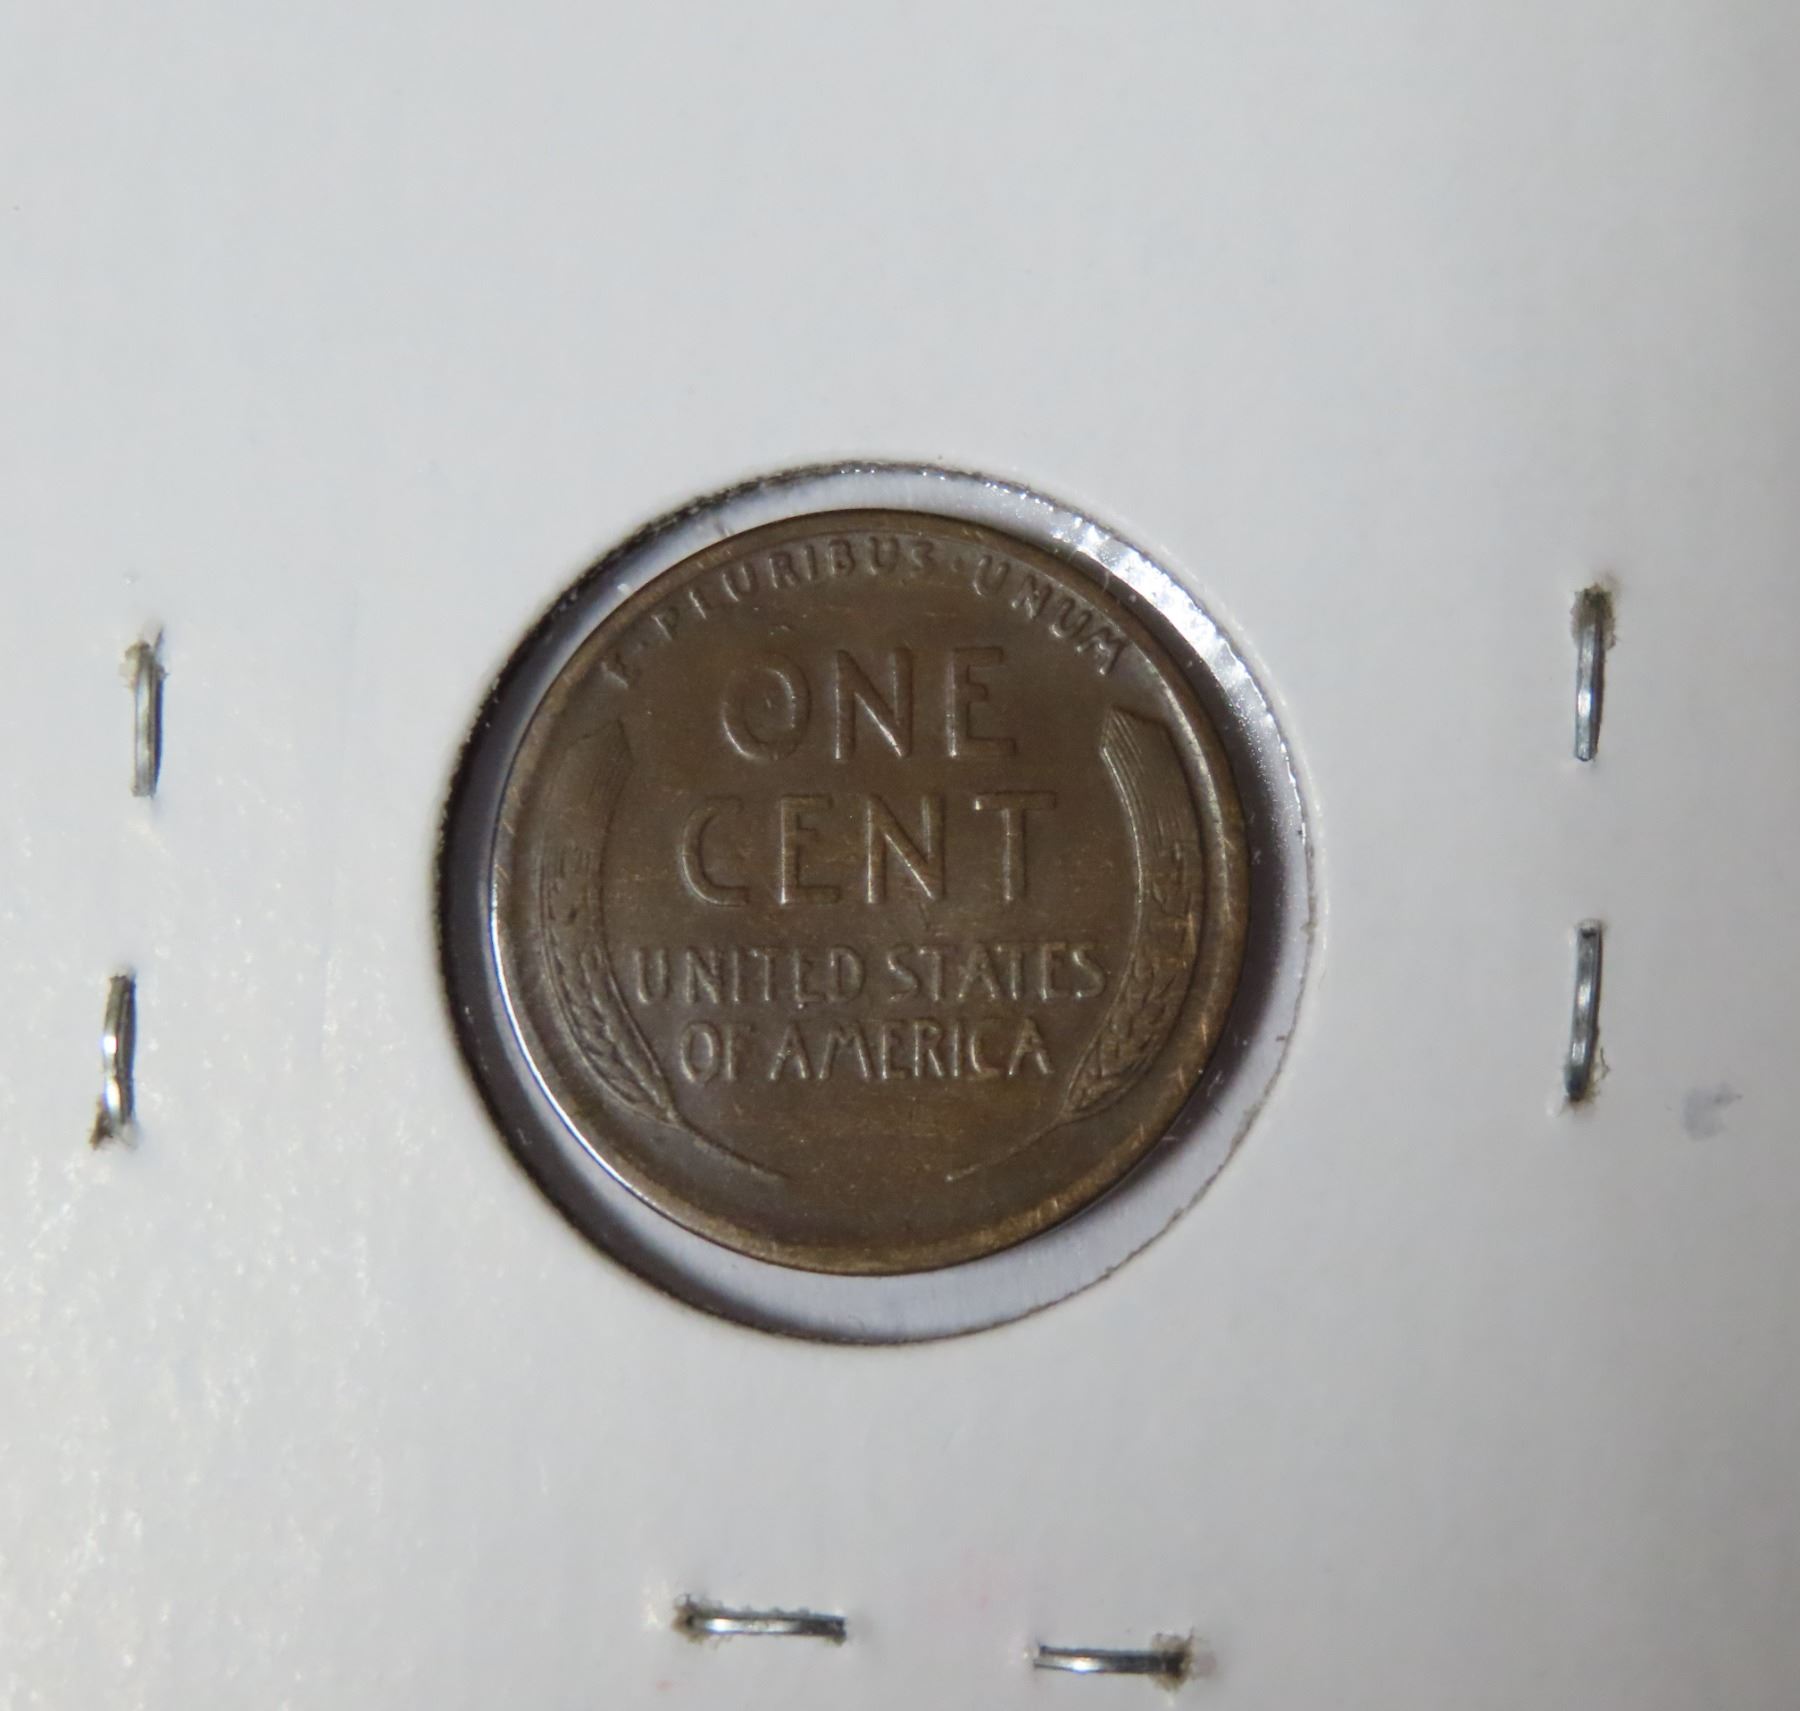 E·PLURIBUS·UNUM
ONE
CENT
UNITED STATES
OF AMERICA